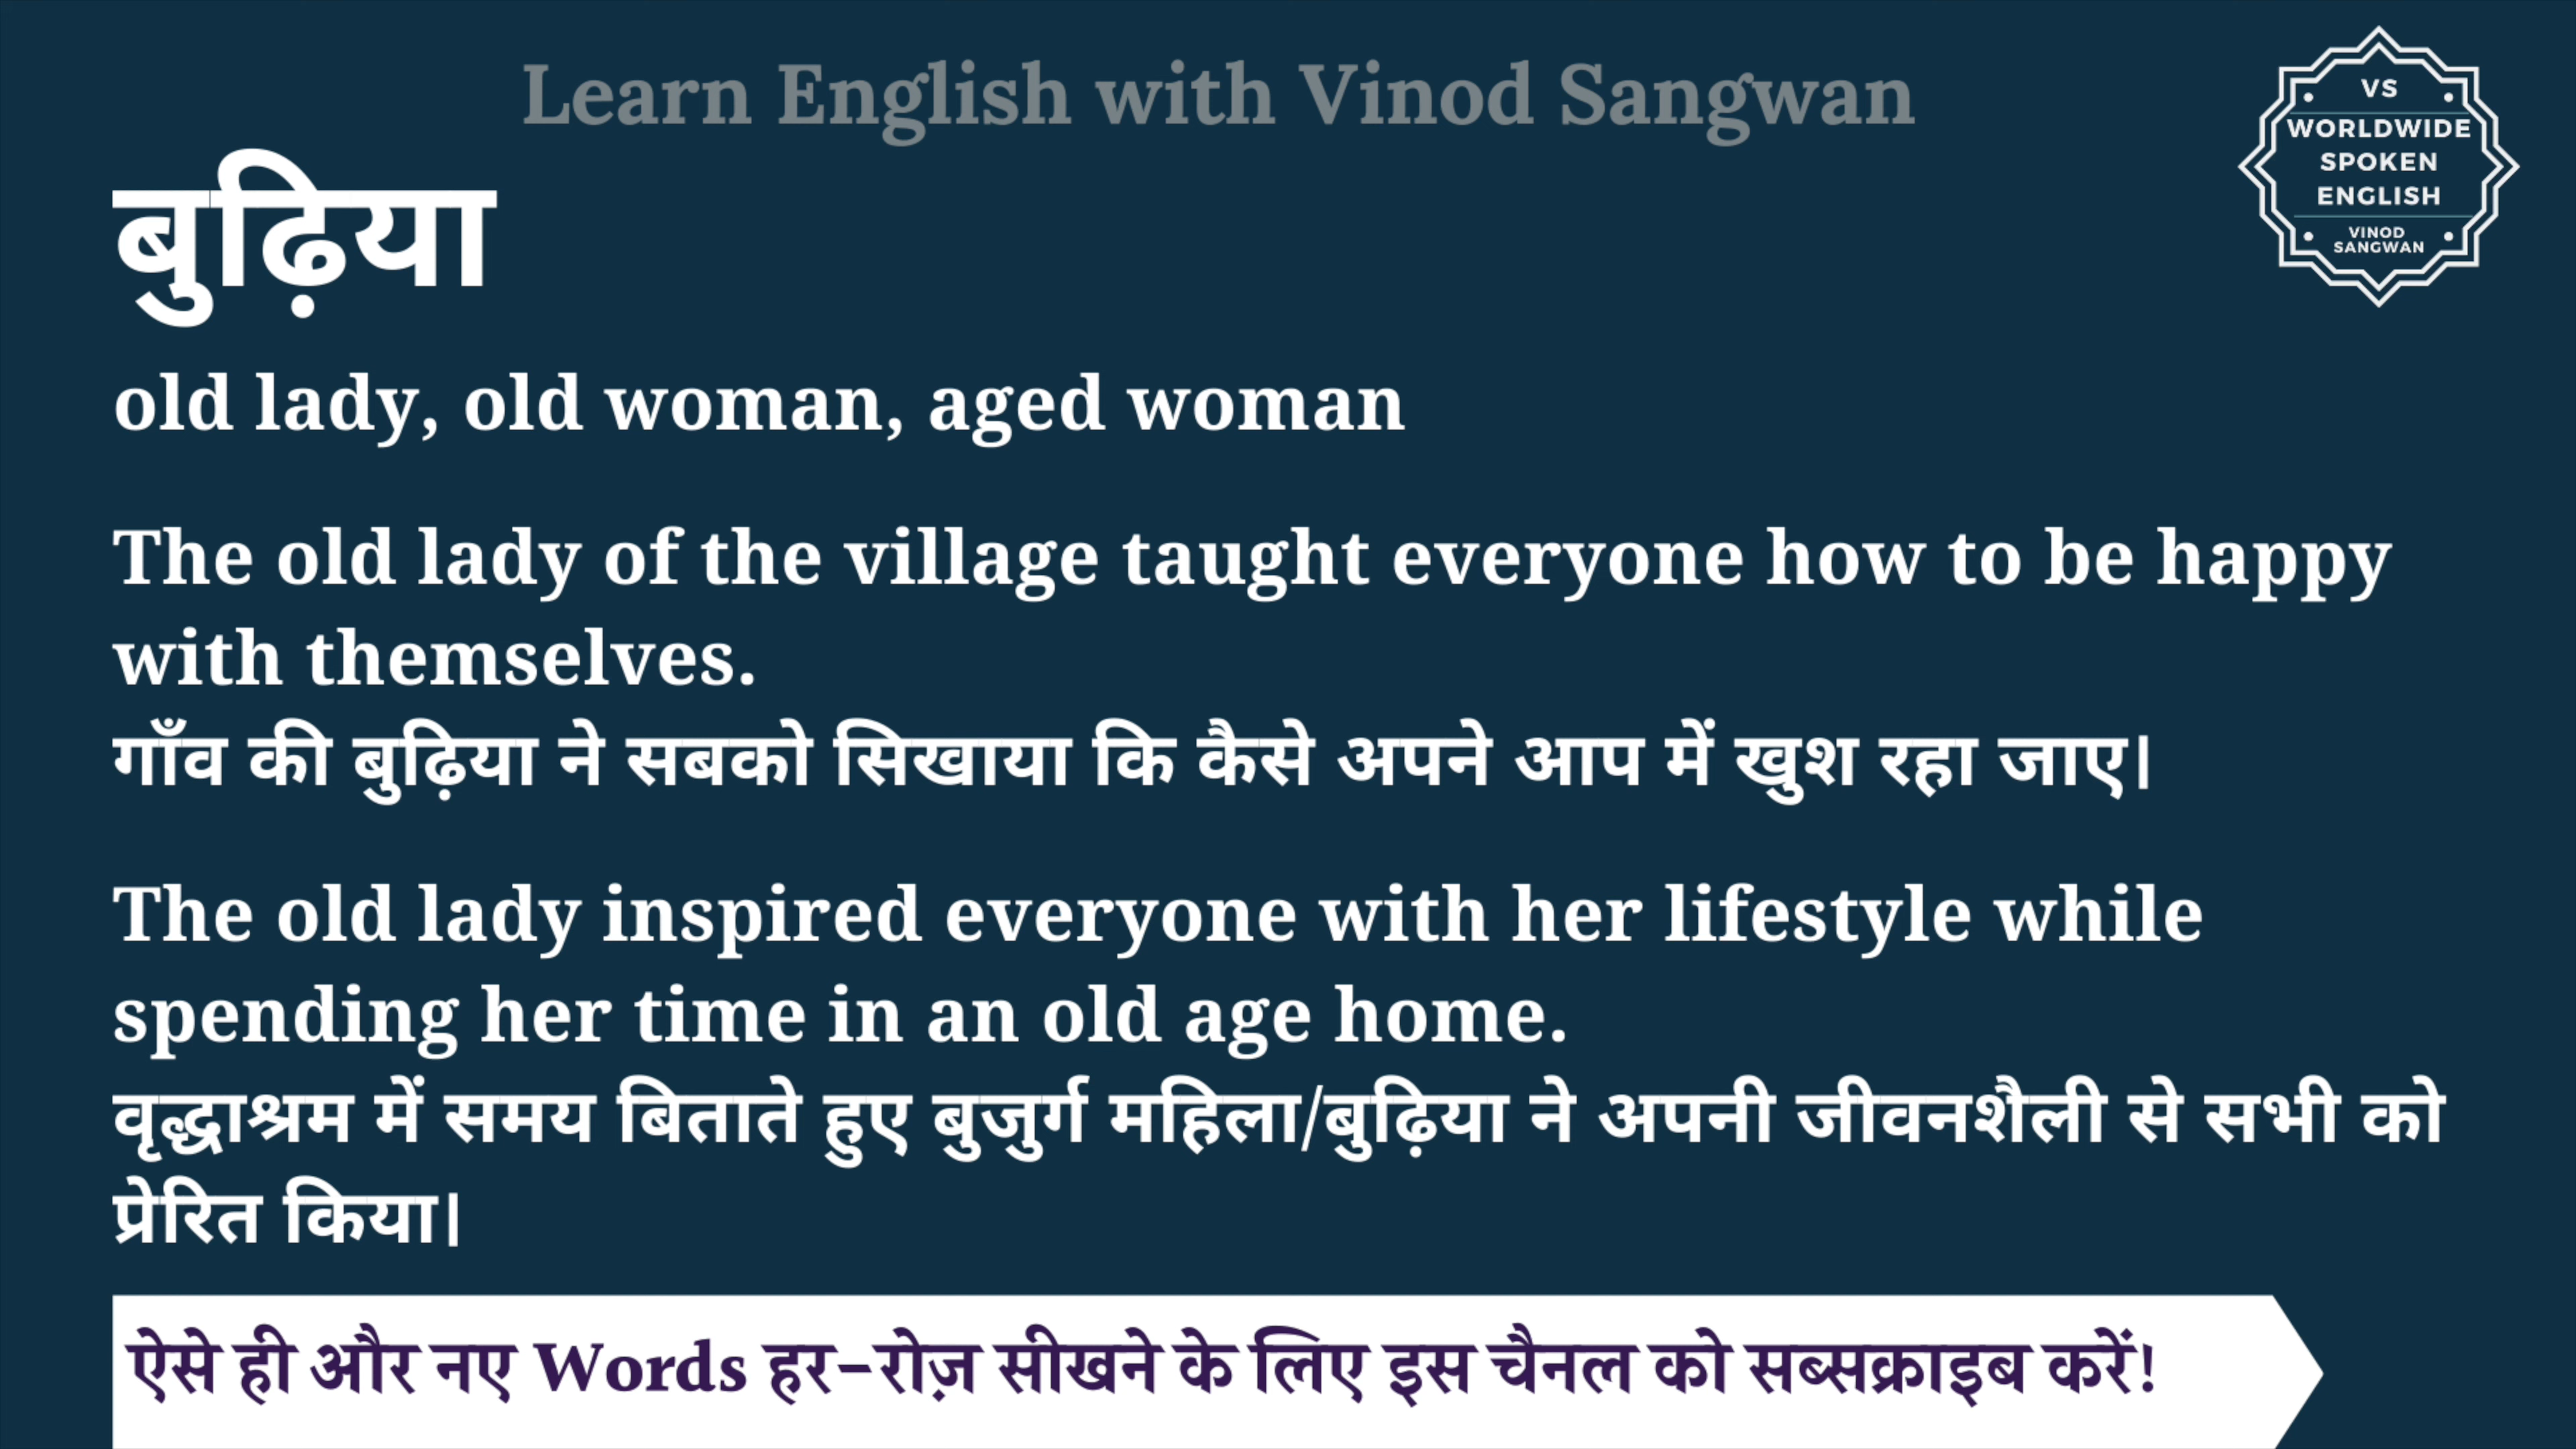 Learn English with Vinod Sangwan
VS
WORLDWIDE
SPOKEN
ENGLISH
VINOD
SANGWAN
बुढ़िया
old lady, old woman, aged woman
The old lady of the village taught everyone how to be happy
with themselves.
गाँव की बुढ़िया ने सबको सिखाया कि कैसे अपने आप में खुश रहा जाए।
The old lady inspired everyone with her lifestyle while
spending her time in an old age home.
वृद्धाश्रम में समय बिताते हुए बुजुर्ग महिला/बुढ़िया ने अपनी जीवनशैली से सभी को
प्रेरित किया।
ऐसे ही और नए Words हर-रोज़ सीखने के लिए इस चैनल को सब्सक्राइब करें!